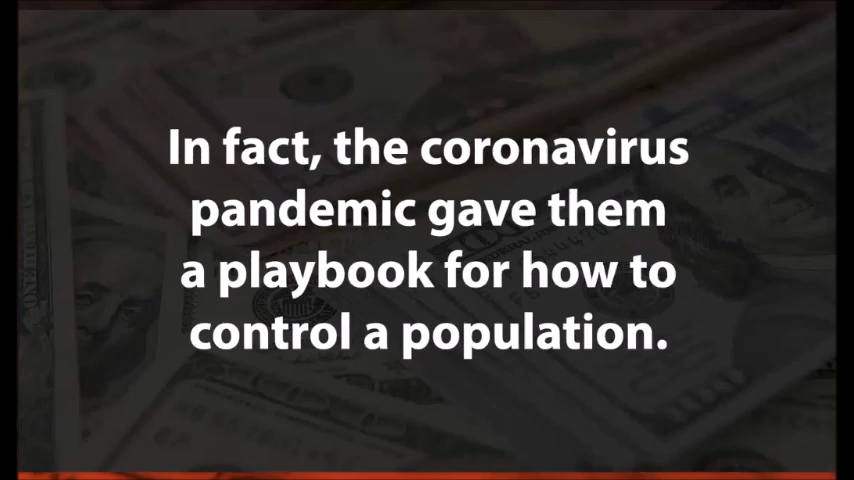 In fact, the coronavirus
pandemic gave them
a playbook for how to
control a population.